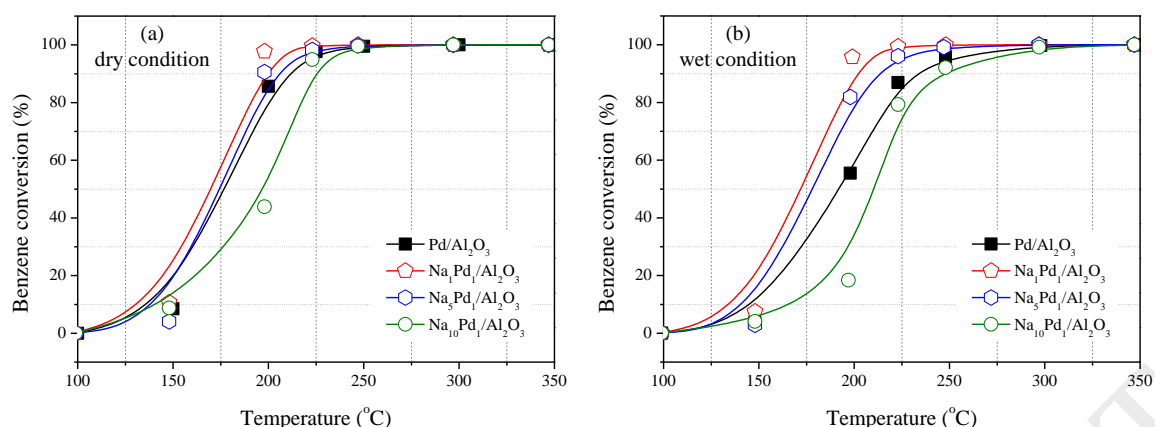 (a)
dry condition
100
80
60
40
20
0
Benzene conversion (%)
Pd/Al₂O₃
Na₁Pd₁/Al₂O₃
Na₅Pd₁/Al₂O₃
Na₁₀Pd₁/Al₂O₃
100 150 200 250 300 350
Temperature (°C)
(b)
wet condition
100
80
60
40
20
0
Benzene conversion (%)
Pd/Al₂O₃
Na₁Pd₁/Al₂O₃
Na₅Pd₁/Al₂O₃
Na₁₀Pd₁/Al₂O₃
100 150 200 250 300 350
Temperature (°C)
T